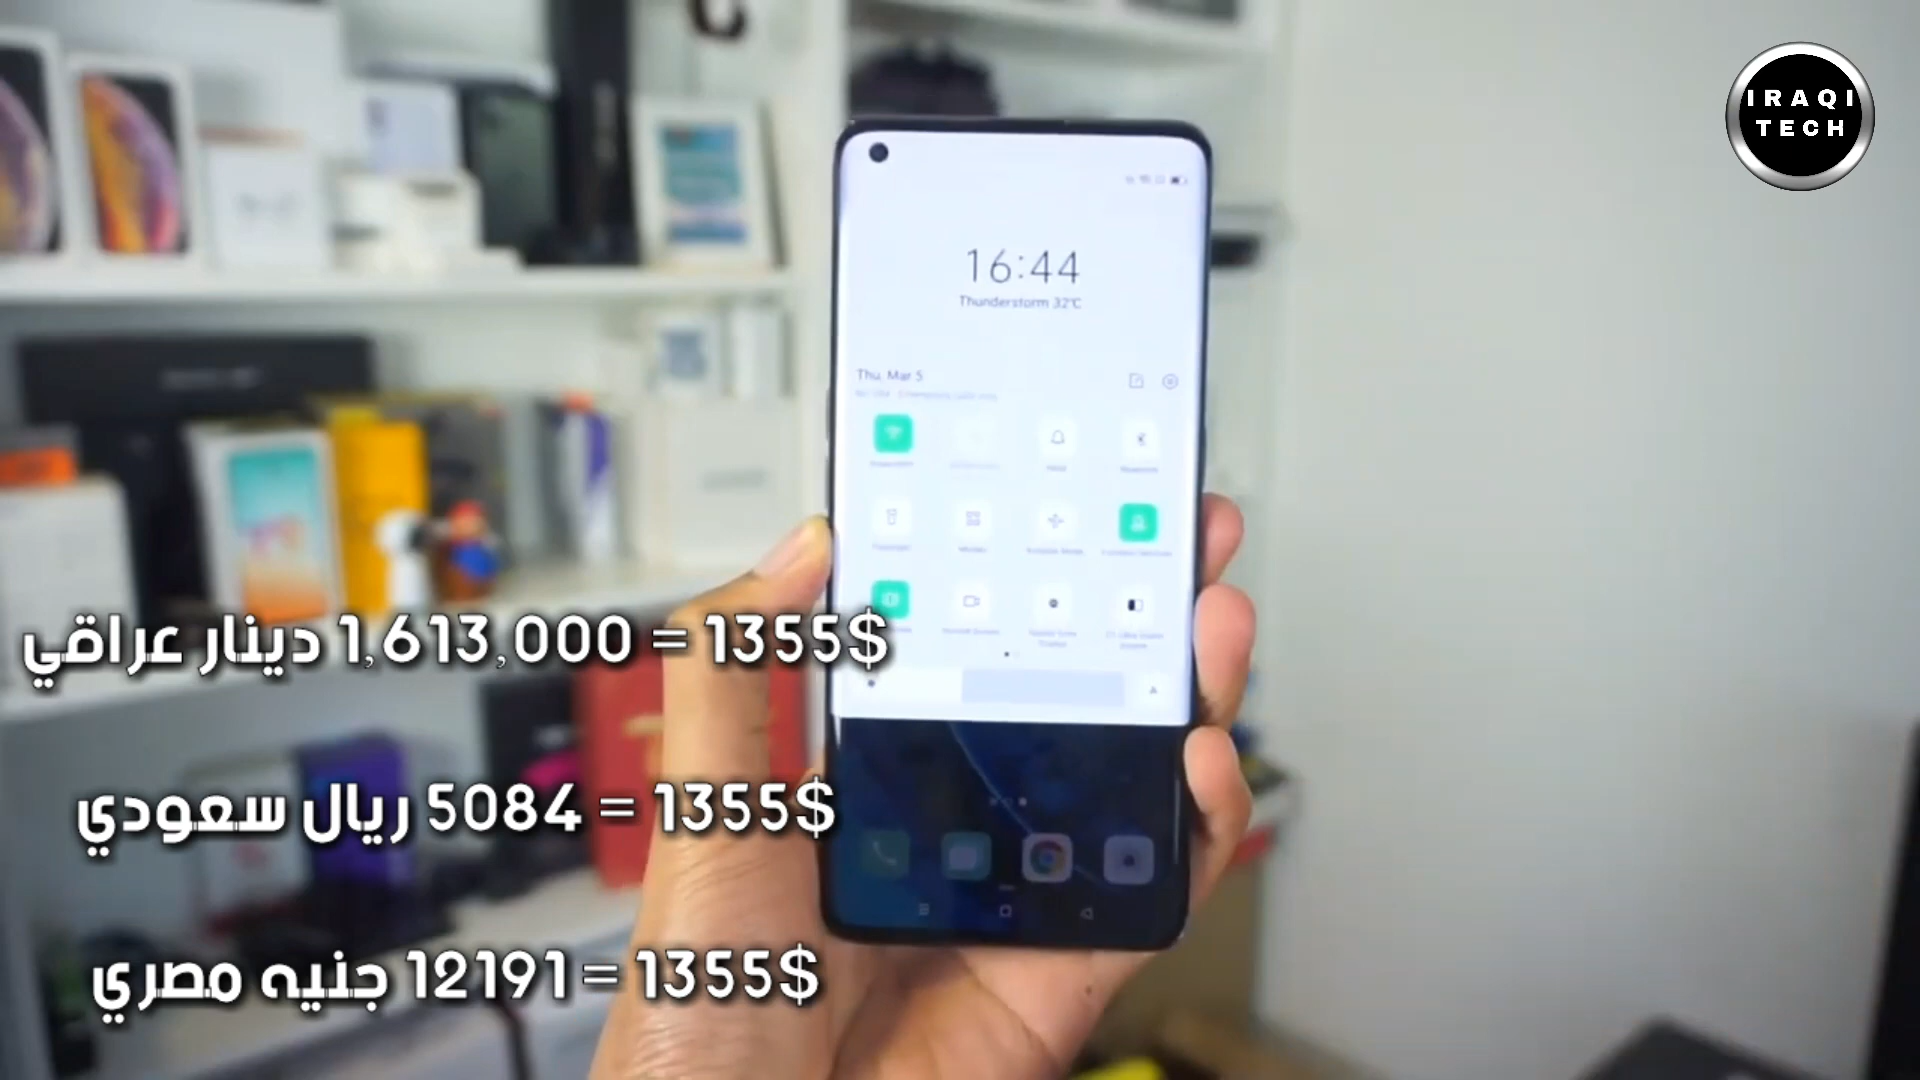 IRAQI
TECH
16:44
Thunderstorm 32°C
Thu, Mar 5
1355$ = 1,613,000 دينار عراقي
1355$ = 5084 ريال سعودي
1355$ = 12191 جنيه مصري